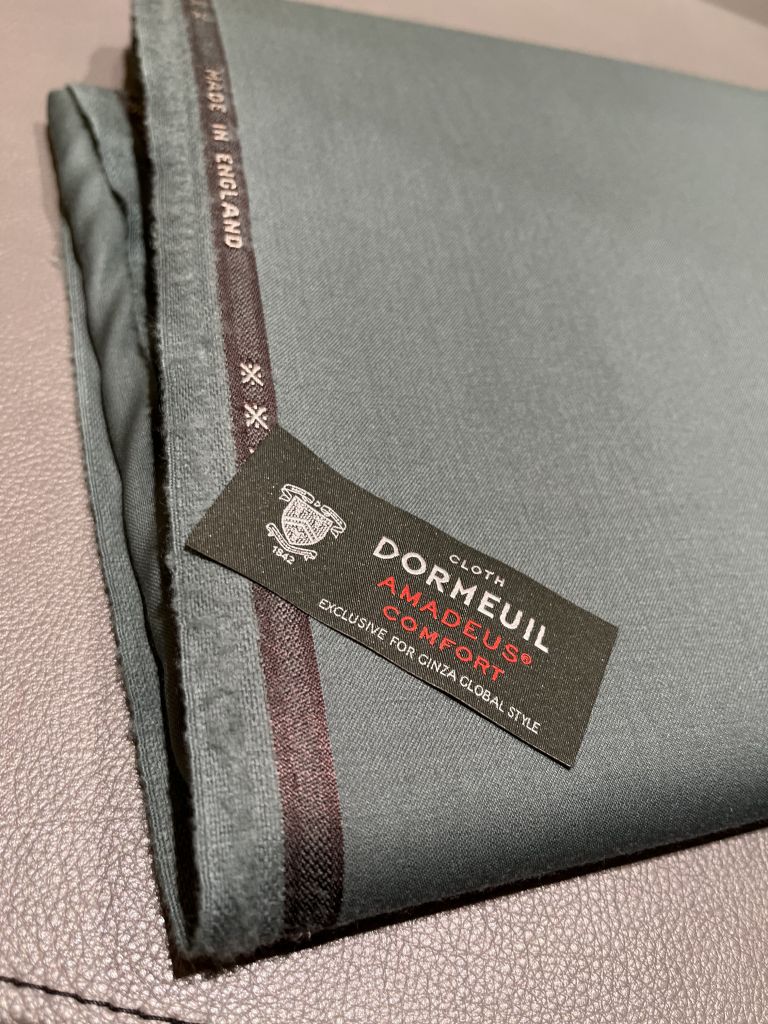 MADE IN ENGLAND
1842
CLOTH
DORMEUIL
AMADEUS®
COMFORT
EXCLUSIVE FOR GINZA GLOBAL STYLE